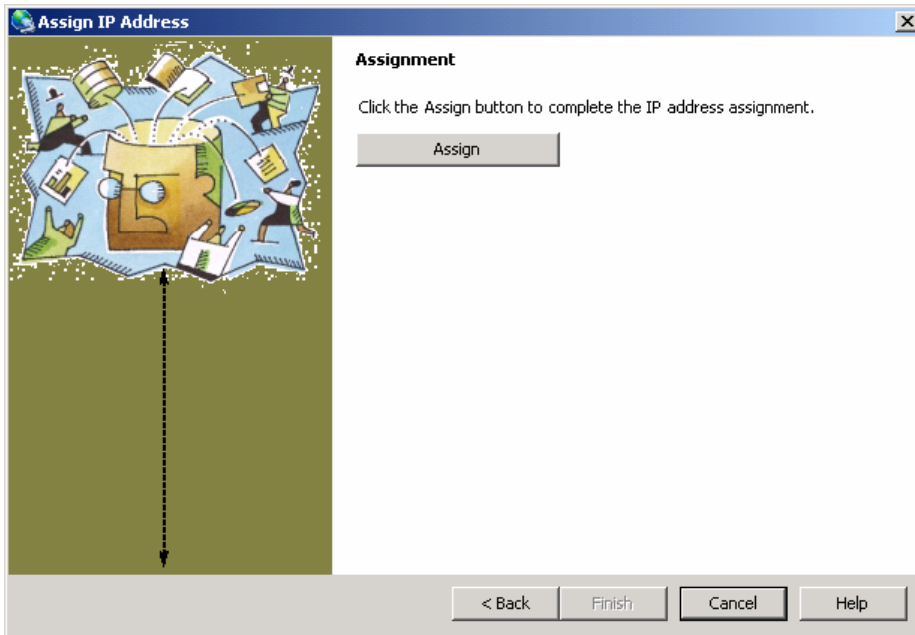 Assign IP Address
Assignment
Click the Assign button to complete the IP address assignment.
Assign
< Back
Finish
Cancel
Help